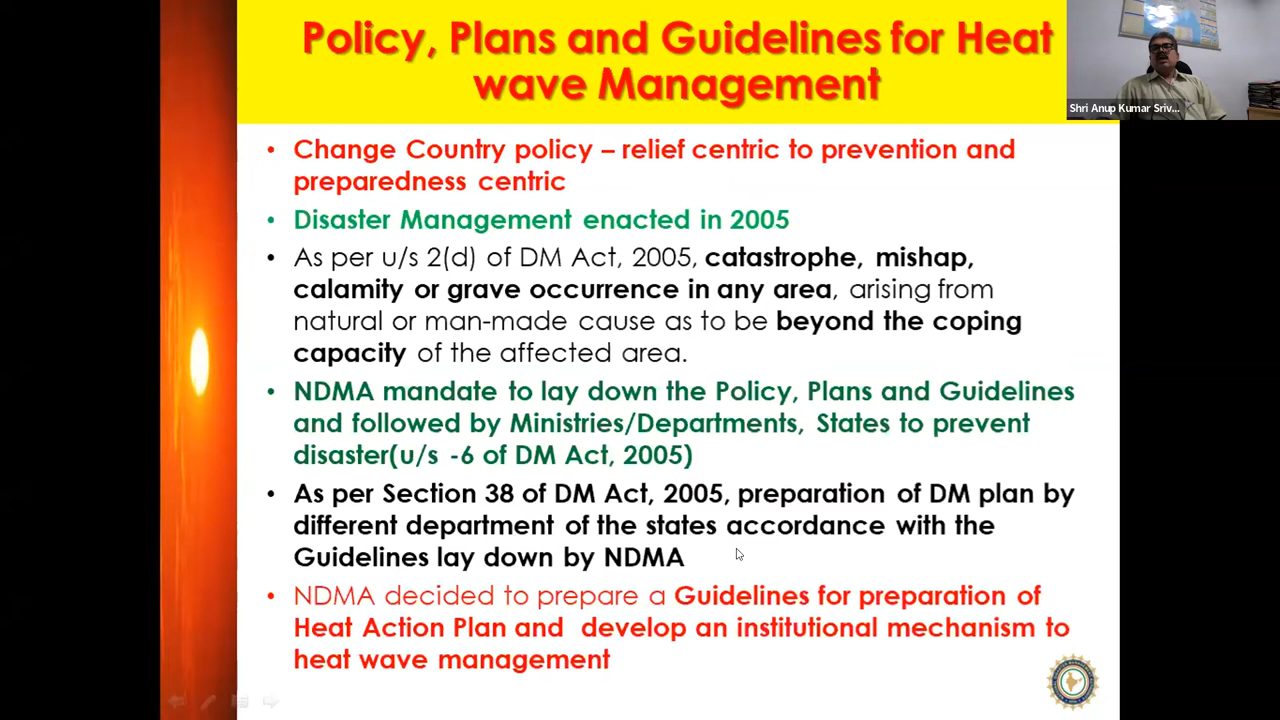 Policy, Plans and Guidelines for Heat
wave Management
Shri Anup Kumar Sriv...
• Change Country policy – relief centric to prevention and
preparedness centric
• Disaster Management enacted in 2005
• As per u/s 2(d) of DM Act, 2005, catastrophe, mishap,
calamity or grave occurrence in any area, arising from
natural or man-made cause as to be beyond the coping
capacity of the affected area.
• NDMA mandate to lay down the Policy, Plans and Guidelines
and followed by Ministries/Departments, States to prevent
disaster(u/s -6 of DM Act, 2005)
• As per Section 38 of DM Act, 2005, preparation of DM plan by
different department of the states accordance with the
Guidelines lay down by NDMA
• NDMA decided to prepare a Guidelines for preparation of
Heat Action Plan and  develop an institutional mechanism to
heat wave management